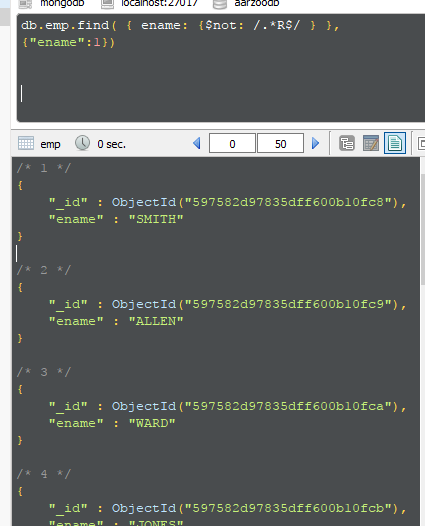 mongodb localhost:27017 aarzoodb
db.emp.find( { ename: {$not: /.*R$/ } },
{"ename":1})
emp 0 sec. 0 50
/* 1 */
{
"_id" : ObjectId("597582d97835dff600b10fc8"),
"ename" : "SMITH"
}
/* 2 */
{
"_id" : ObjectId("597582d97835dff600b10fc9"),
"ename" : "ALLEN"
}
/* 3 */
{
"_id" : ObjectId("597582d97835dff600b10fca"),
"ename" : "WARD"
}
/* 4 */
{
"_id" : ObjectId("597582d97835dff600b10fcb"),
"ename" : "JONES"